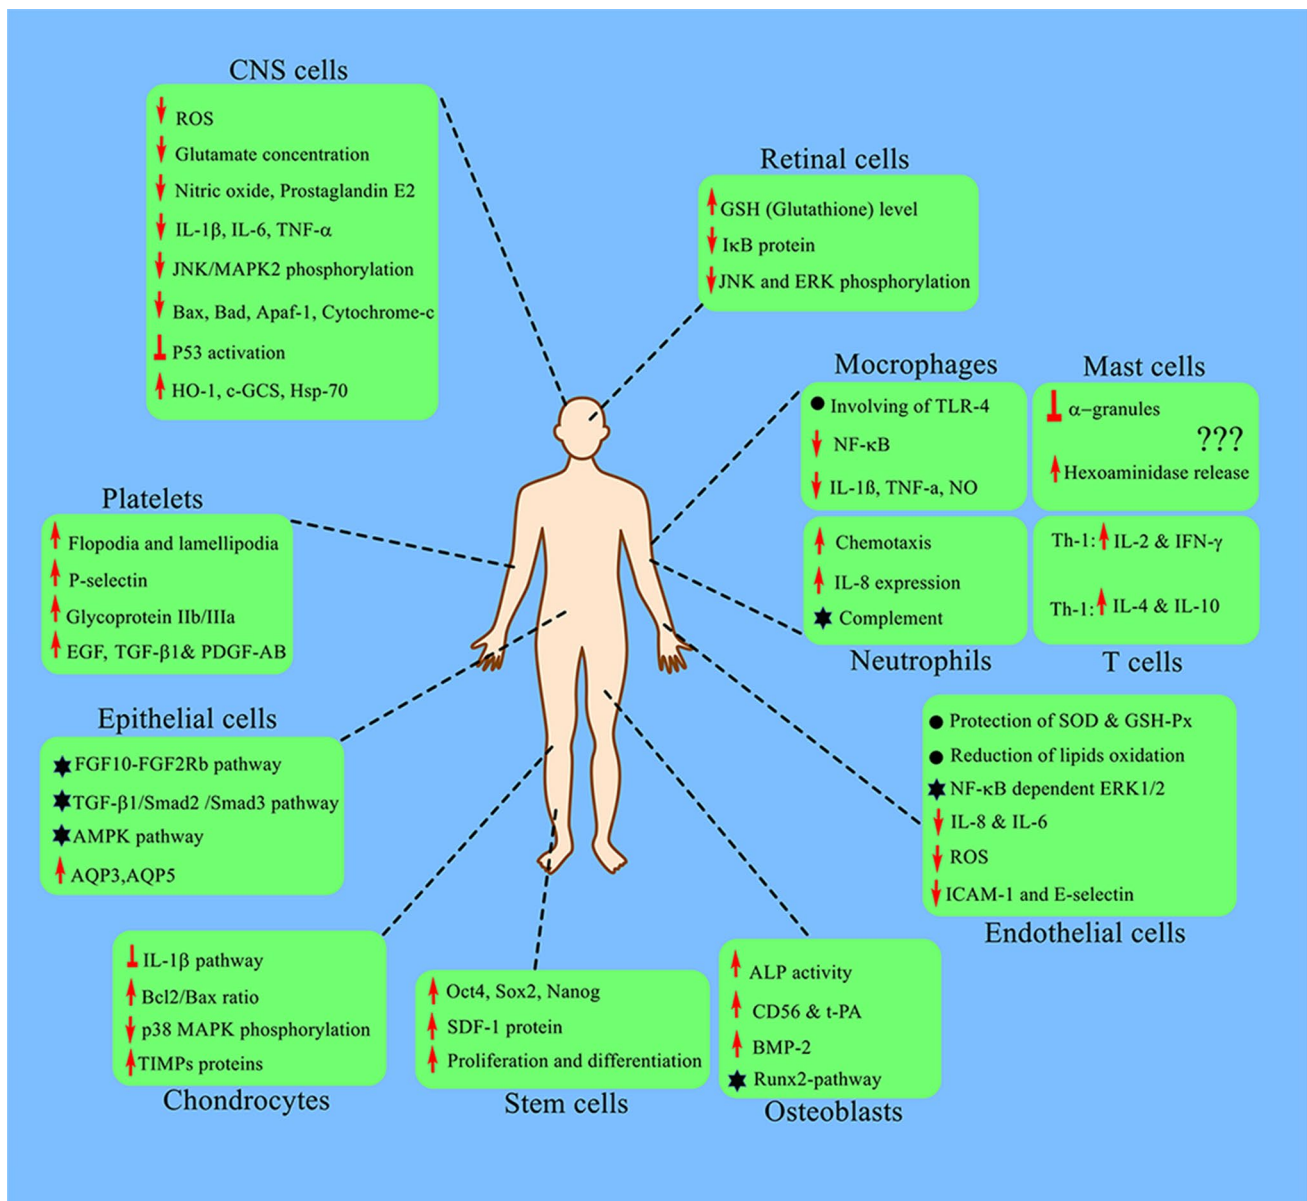 CNS cells
ROS
Glutamate concentration
Nitric oxide, Prostaglandin E2
IL-1β, IL-6, TNF-α
JNK/MAPK2 phosphorylation
Bax, Bad, Apaf-1, Cytochrome-c
P53 activation
HO-1, c-GCS, Hsp-70
Retinal cells
GSH (Glutathione) level
IκB protein
JNK and ERK phosphorylation
Mocrophages
Involving of TLR-4
NF-κB
IL-1ß, TNF-a, NO
Mast cells
α-granules
???
Hexoaminidase release
Platelets
Flopodia and lamellipodia
P-selectin
Glycoprotein IIb/IIIa
EGF, TGF-β1& PDGF-AB
Chemotaxis
IL-8 expression
Complement
Neutrophils
Th-1: IL-2 & IFN-γ
Th-1: IL-4 & IL-10
T cells
Epithelial cells
FGF10-FGF2Rb pathway
TGF-β1/Smad2 /Smad3 pathway
AMPK pathway
AQP3,AQP5
Protection of SOD & GSH-Px
Reduction of lipids oxidation
NF-κB dependent ERK1/2
IL-8 & IL-6
ROS
ICAM-1 and E-selectin
Endothelial cells
IL-1β pathway
Bcl2/Bax ratio
p38 MAPK phosphorylation
TIMPs proteins
Chondrocytes
Oct4, Sox2, Nanog
SDF-1 protein
Proliferation and differentiation
Stem cells
ALP activity
CD56 & t-PA
BMP-2
Runx2-pathway
Osteoblasts